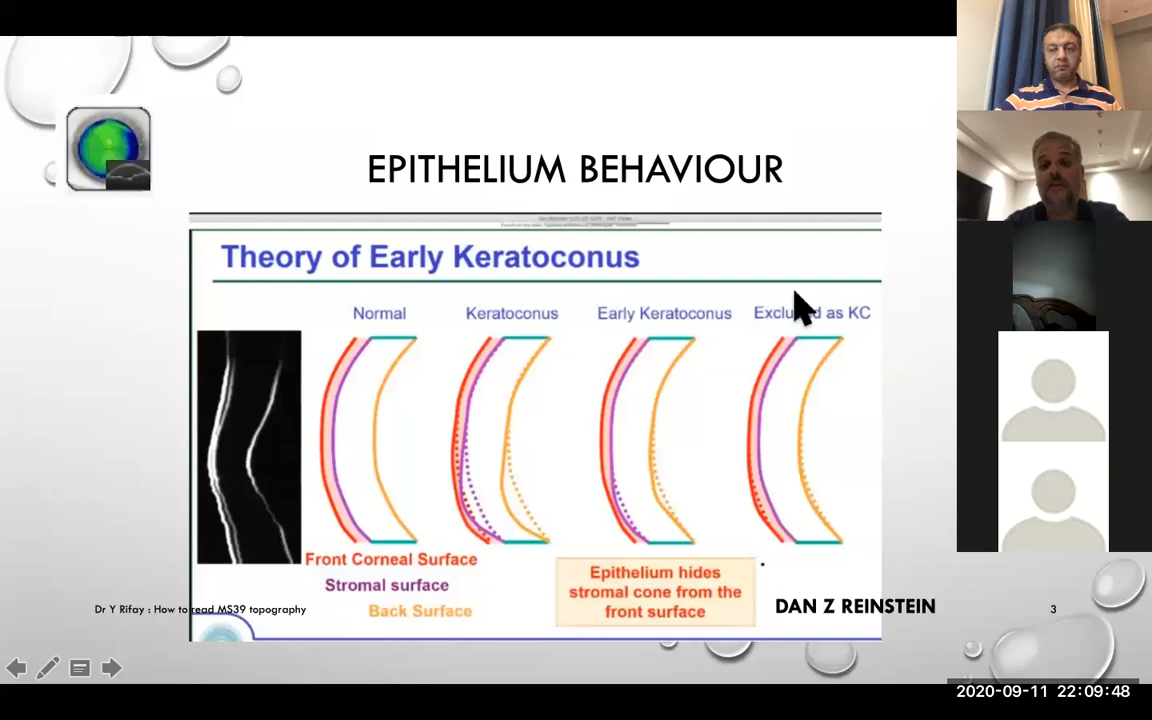 EPITHELIUM BEHAVIOUR
Theory of Early Keratoconus
Normal
Keratoconus
Early Keratoconus
as KC
Front Corneal Surface
Stromal surface
Back Surface
Epithelium hides
stromal cone from the
front surface
Dr Y Rifay : How to read MS39 topography
DAN Z REINSTEIN
3
2020-09-11 22:09:48